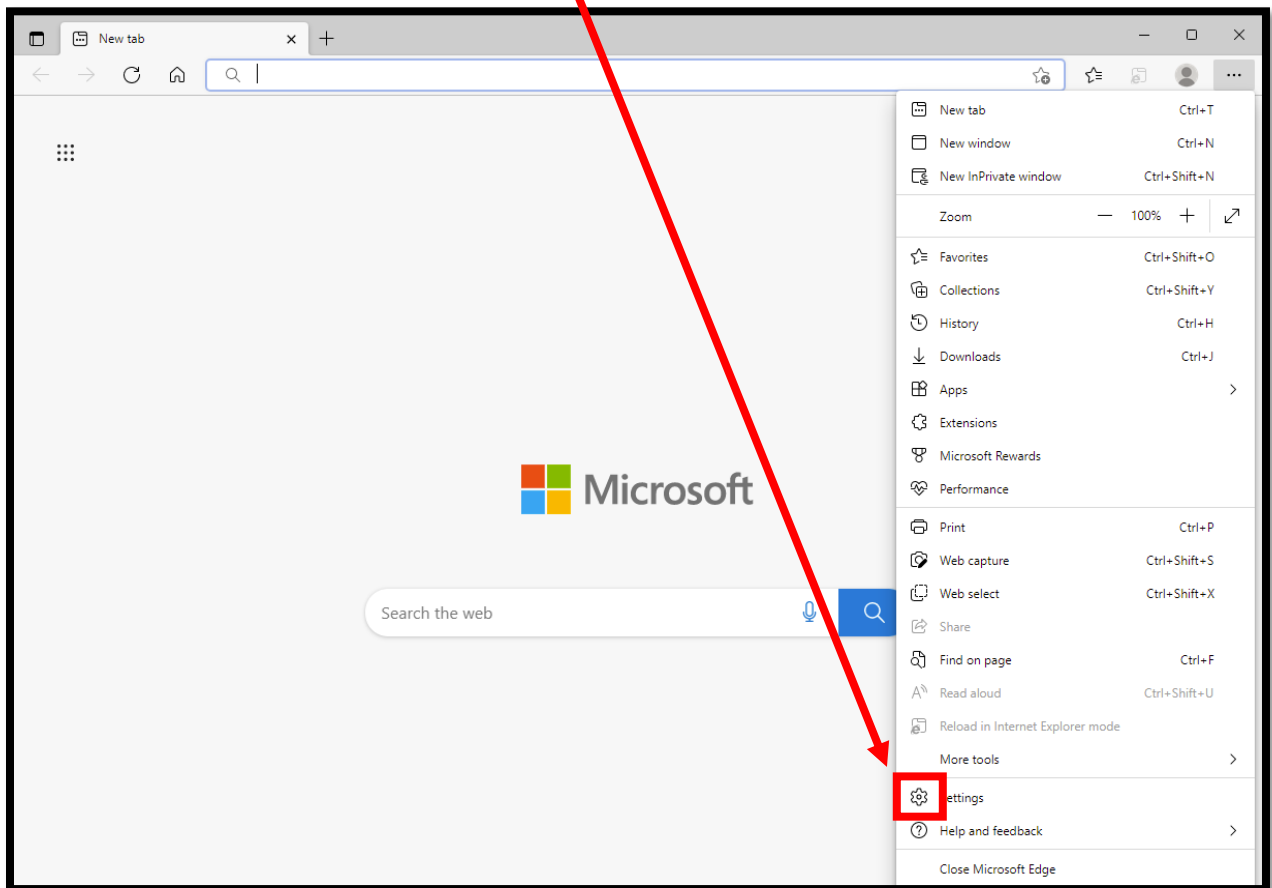 New tab
New tab Ctrl+T
New window Ctrl+N
New InPrivate window Ctrl+Shift+N
Zoom 100%
Favorites Ctrl+Shift+O
Collections Ctrl+Shift+Y
History Ctrl+H
Downloads Ctrl+J
Apps
Extensions
Microsoft Rewards
Performance
Microsoft
Print Ctrl+P
Web capture Ctrl+Shift+S
Web select Ctrl+Shift+X
Search the web
Share
Find on page Ctrl+F
Read aloud Ctrl+Shift+U
Reload in Internet Explorer mode
More tools
ettings
Help and feedback
Close Microsoft Edge